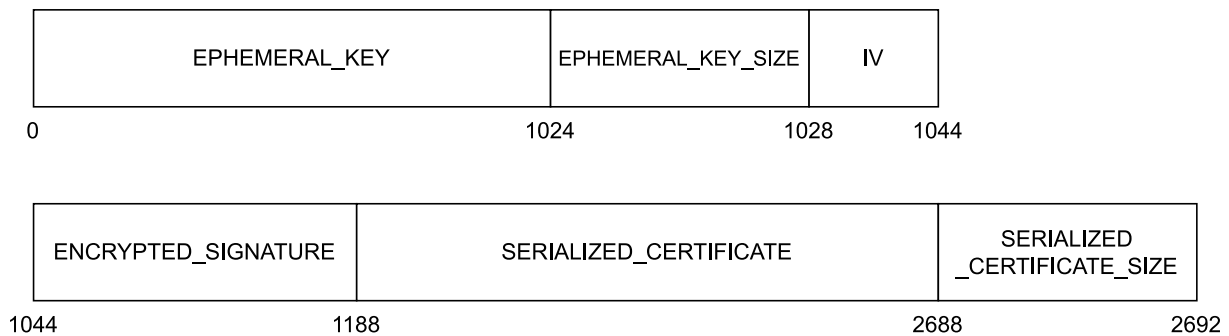 EPHEMERAL_KEY EPHEMERAL_KEY_SIZE IV
0 1024 1028 1044
ENCRYPTED_SIGNATURE SERIALIZED_CERTIFICATE SERIALIZED
_CERTIFICATE_SIZE
1044 1188 2688 2692